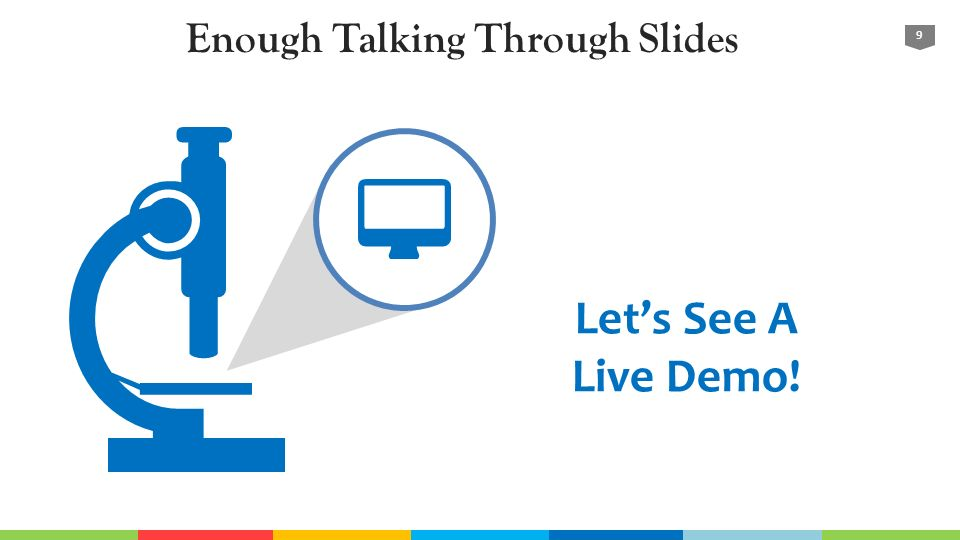 Enough Talking Through Slides
9
Let’s See A
Live Demo!